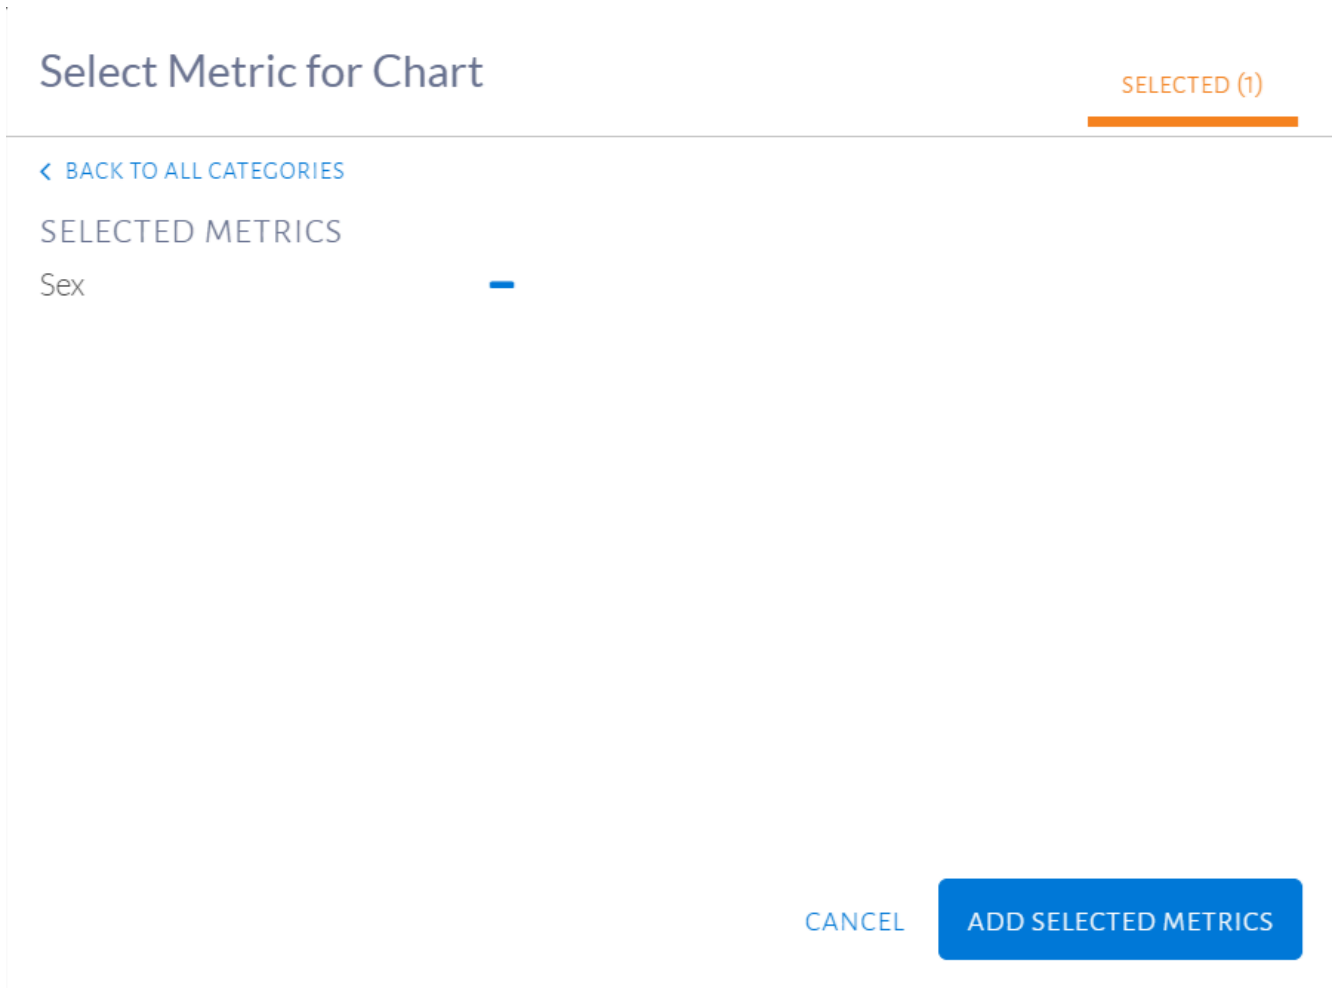 Select Metric for Chart
SELECTED (1)
BACK TO ALL CATEGORIES
SELECTED METRICS
Sex
CANCEL
ADD SELECTED METRICS